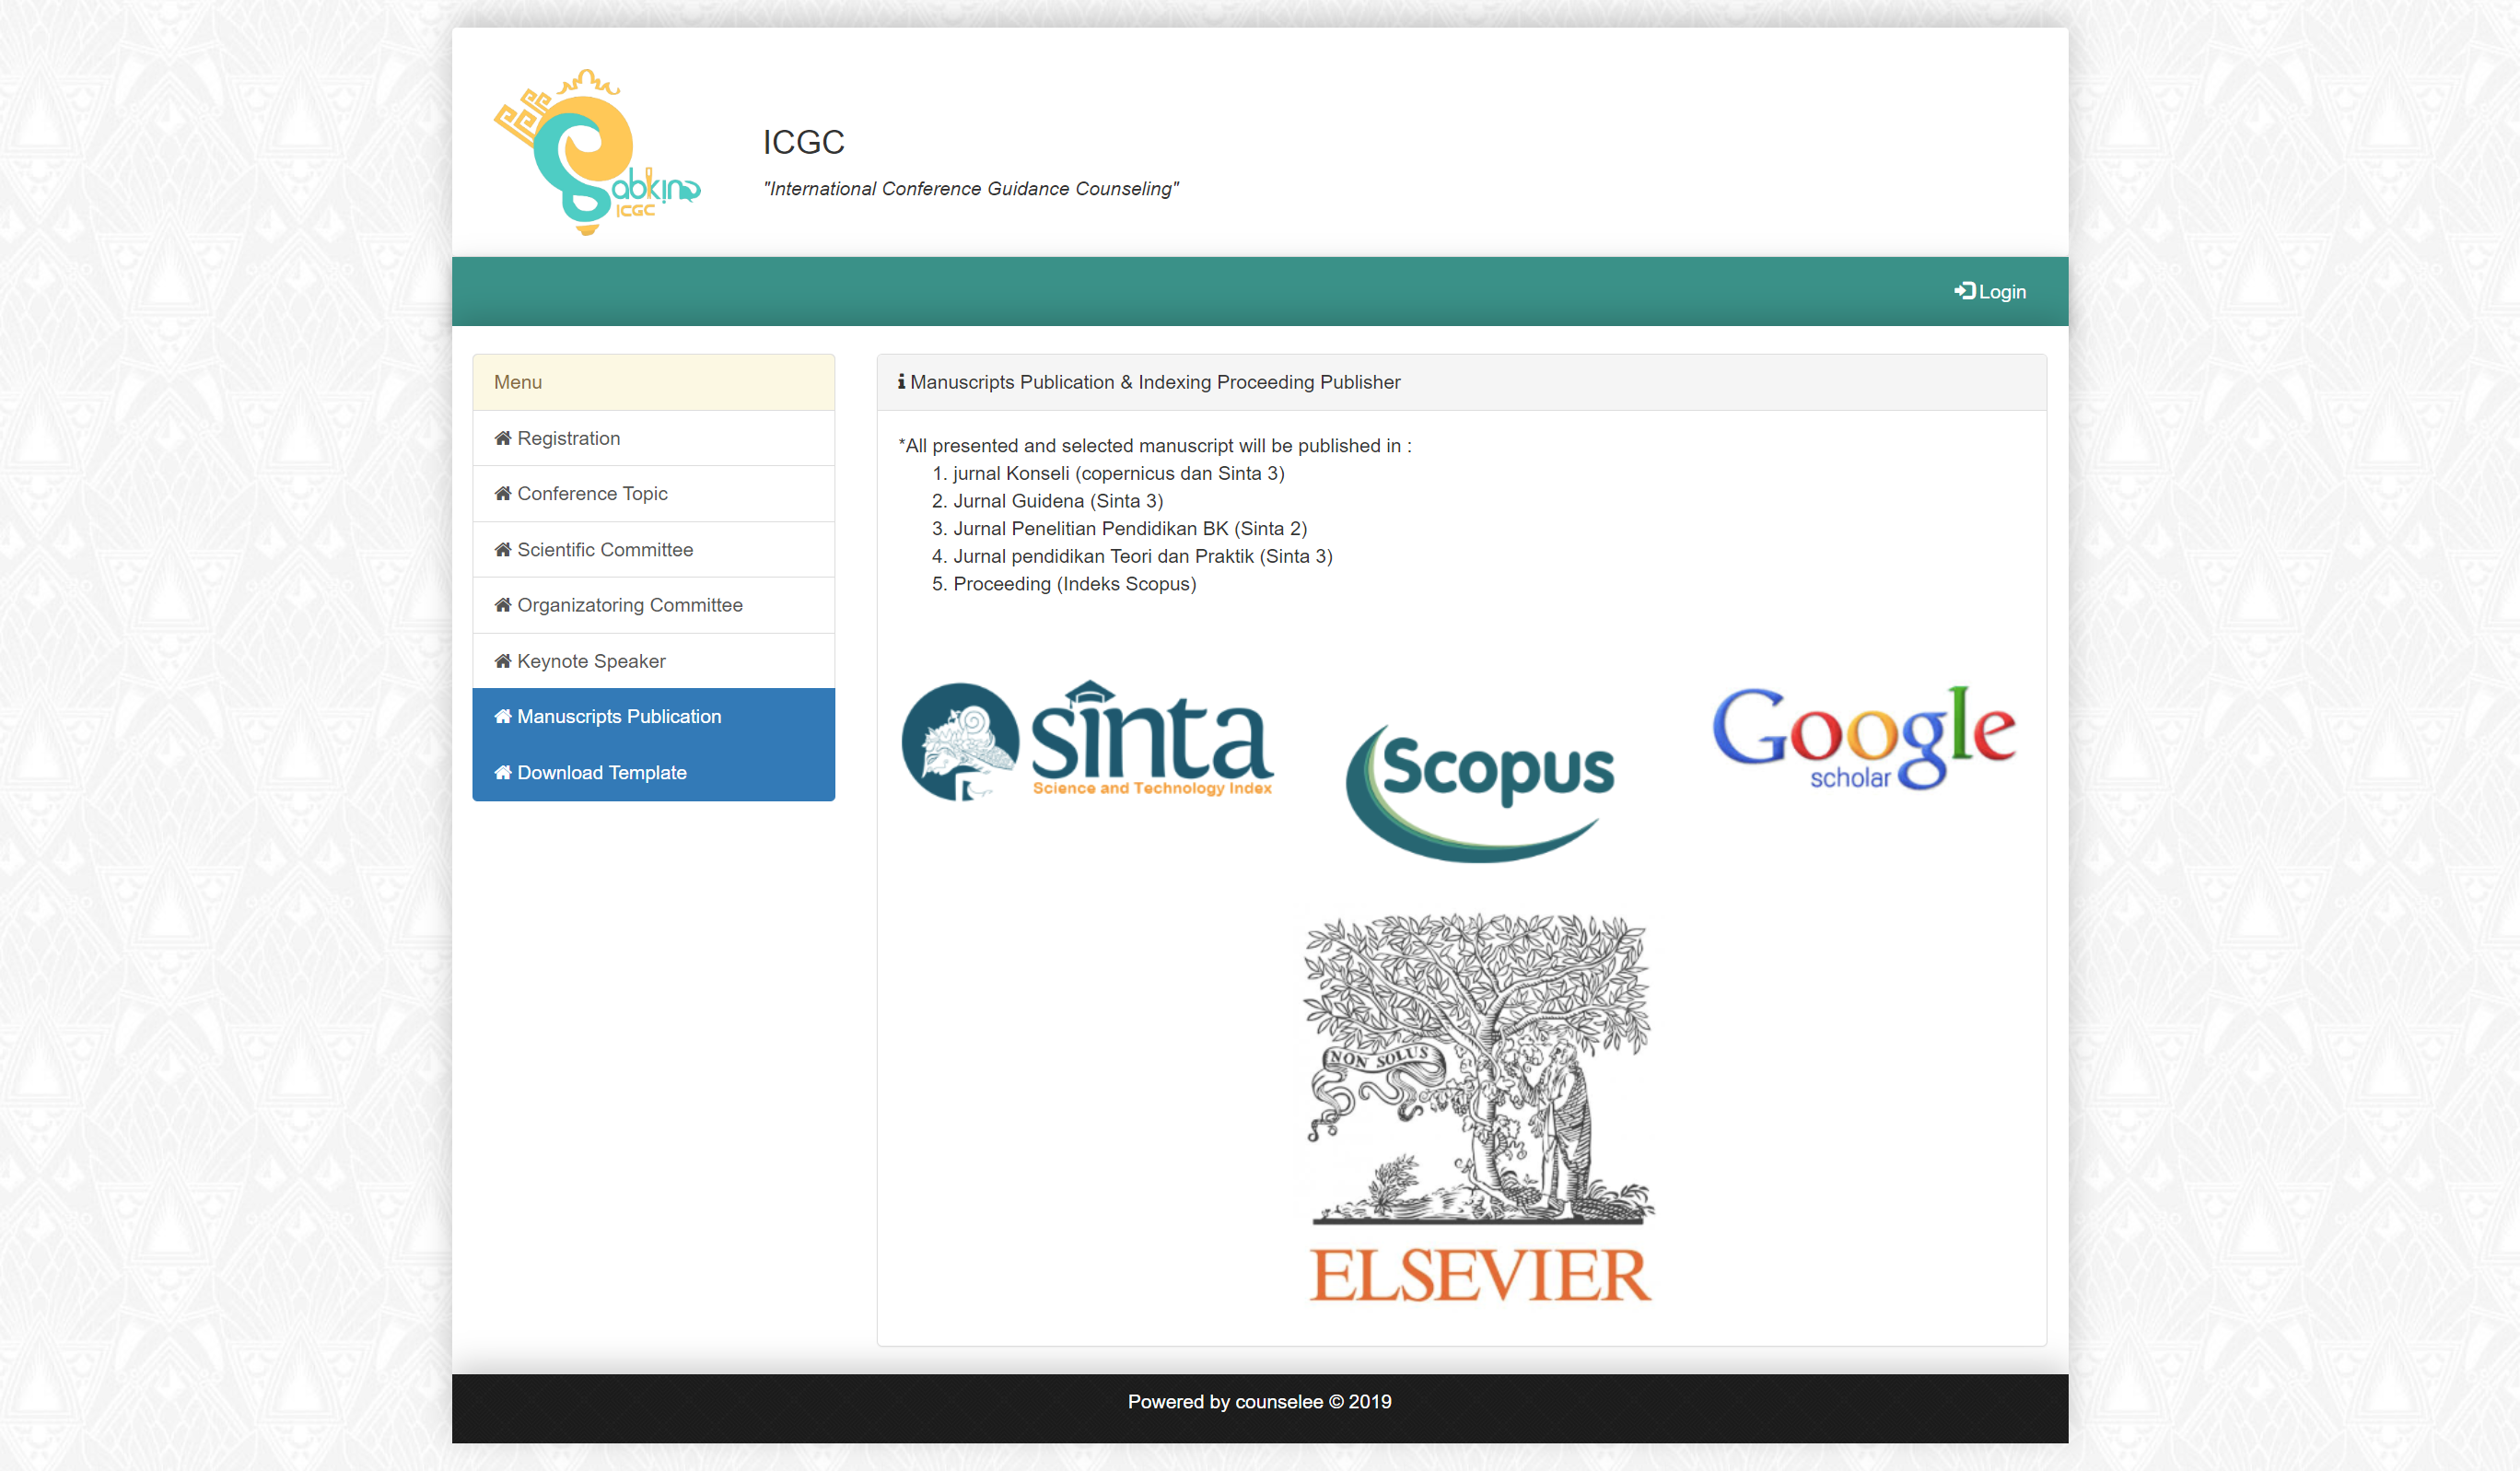 abkin
ICGC
ICGC
"International Conference Guidance Counseling"
Login
Menu
Registration
Conference Topic
Scientific Committee
Organizatoring Committee
Keynote Speaker
Manuscripts Publication
Download Template
Manuscripts Publication & Indexing Proceeding Publisher
*All presented and selected manuscript will be published in :
1. jurnal Konseli (copernicus dan Sinta 3)
2. Jurnal Guidena (Sinta 3)
3. Jurnal Penelitian Pendidikan BK (Sinta 2)
4. Jurnal pendidikan Teori dan Praktik (Sinta 3)
5. Proceeding (Indeks Scopus)
sinta
Science and Technology Index
Scopus
Google
scholar
NON SOLUS
ELSEVIER
Powered by counselee © 2019